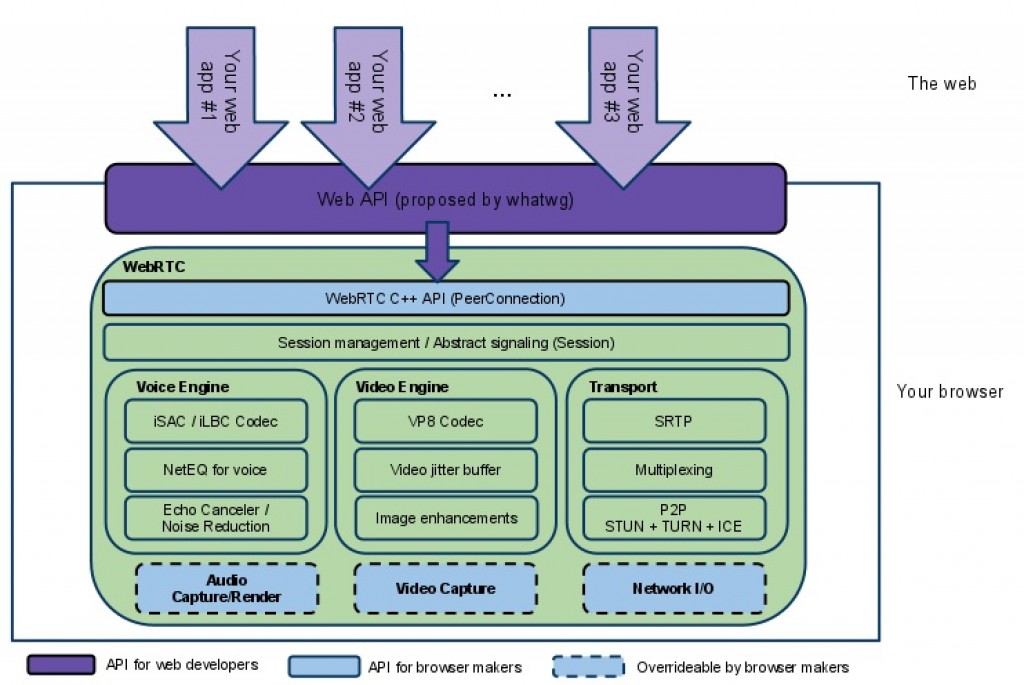 Your web
app #1
Your web
app #2
...
Your web
app #3
The web
Web API (proposed by whatwg)
WebRTC
WebRTC C++ API (PeerConnection)
Session management / Abstract signaling (Session)
Your browser
Voice Engine
iSAC / iLBC Codec
NetEQ for voice
Echo Canceler /
Noise Reduction
Video Engine
VP8 Codec
Video jitter buffer
Image enhancements
Transport
SRTP
Multiplexing
P2P
STUN + TURN + ICE
Audio
Capture/Render
Video Capture
Network I/O
API for web developers
API for browser makers
Overrideable by browser makers